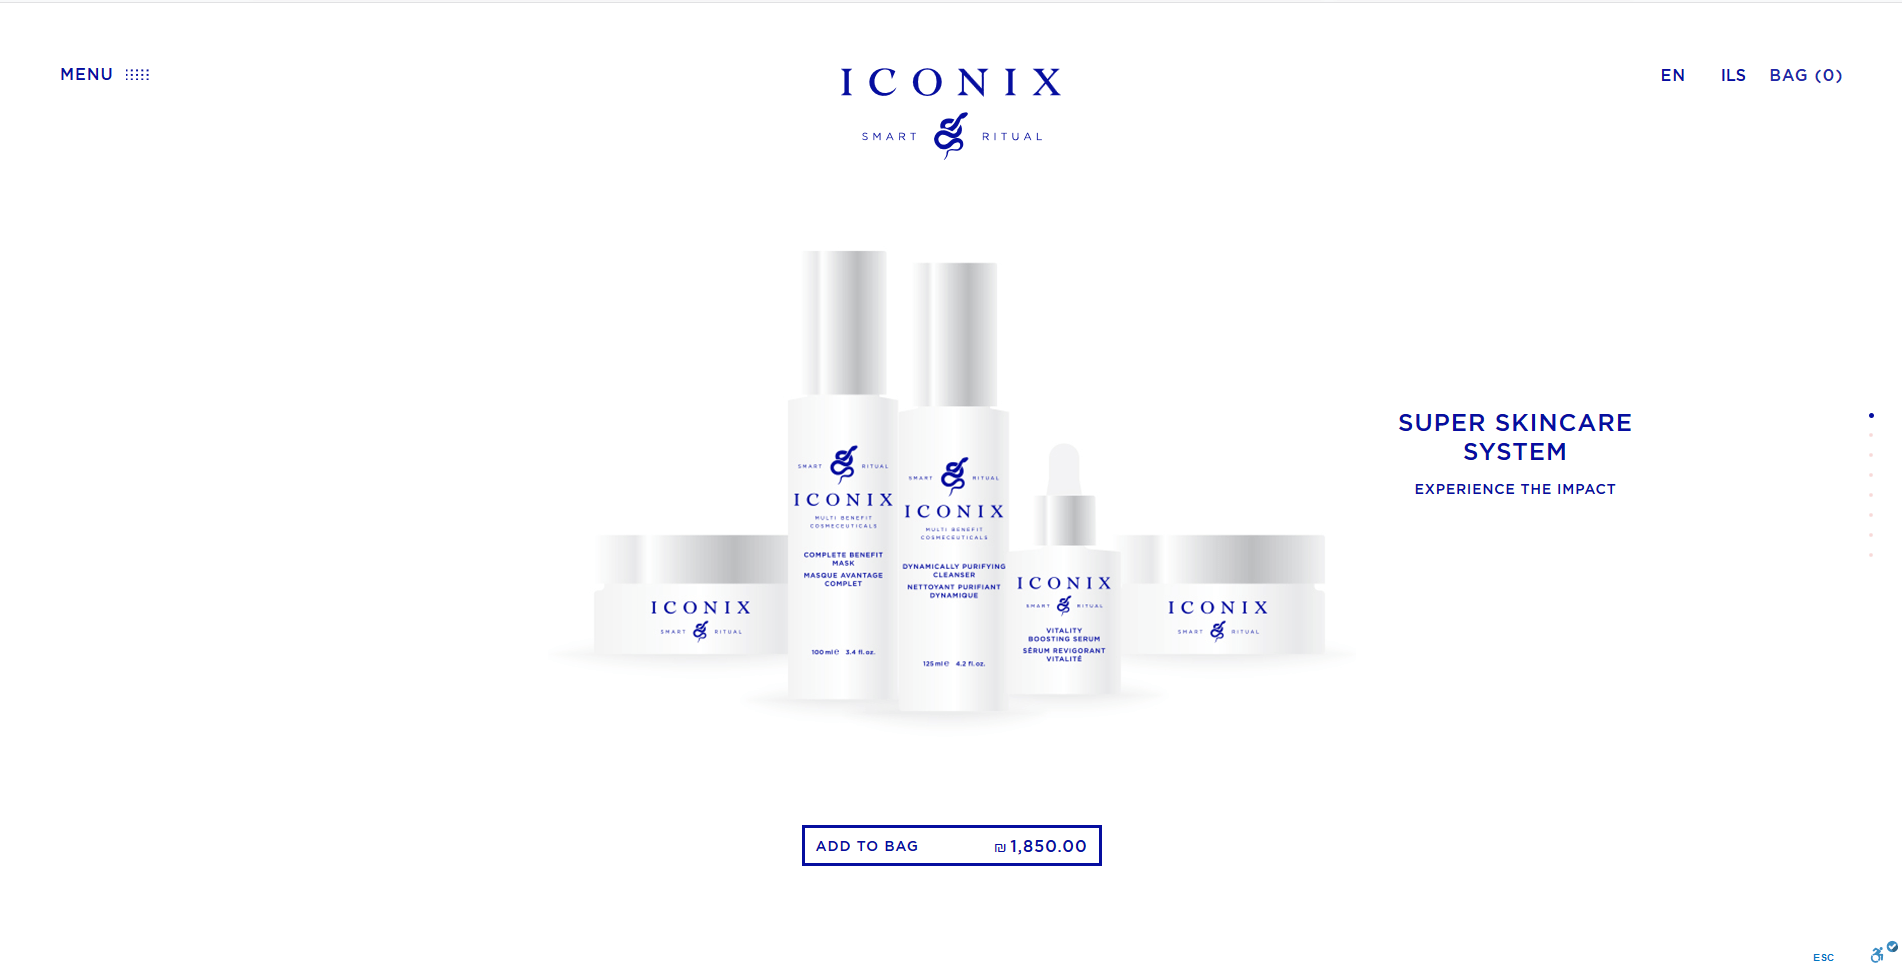 MENU
EN ILS BAG (0)
ICONIX
SMART RITUAL
SMART RITUAL
ICONIX
MULTI BENEFIT
COSMECEUTICALS
COMPLETE BENEFIT
MASK
MASQUE AVANTAGE
COMPLET
100 ml e 3.4 fl.oz.
SMART RITUAL
ICONIX
MULTI BENEFIT
COSMECEUTICALS
DYNAMICALLY PURIFYING
CLEANSER
NETTOYANT PURIFIANT
DYNAMIQUE
125 ml e 4.2 fl.oz.
ICONIX
SMART RITUAL
VITALITY
BOOSTING SERUM
SÉRUM REVIGORANT
VITALITÉ
ICONIX
SMART RITUAL
ICONIX
SMART RITUAL
SUPER SKINCARE
SYSTEM
EXPERIENCE THE IMPACT
ADD TO BAG ₪ 1,850.00
ESC